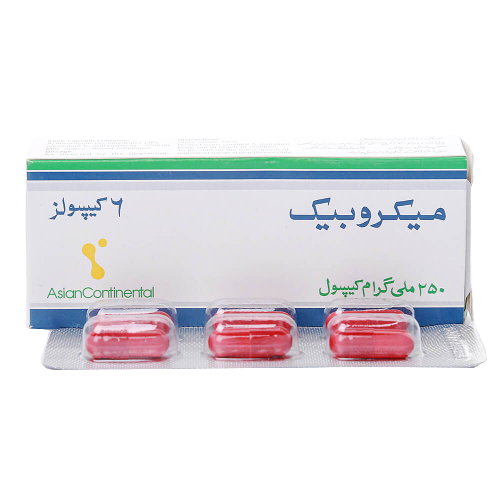 ۶ کیپسولز
میکروبیک
AsianContinental
۲۵۰ ملی گرام کیپسول